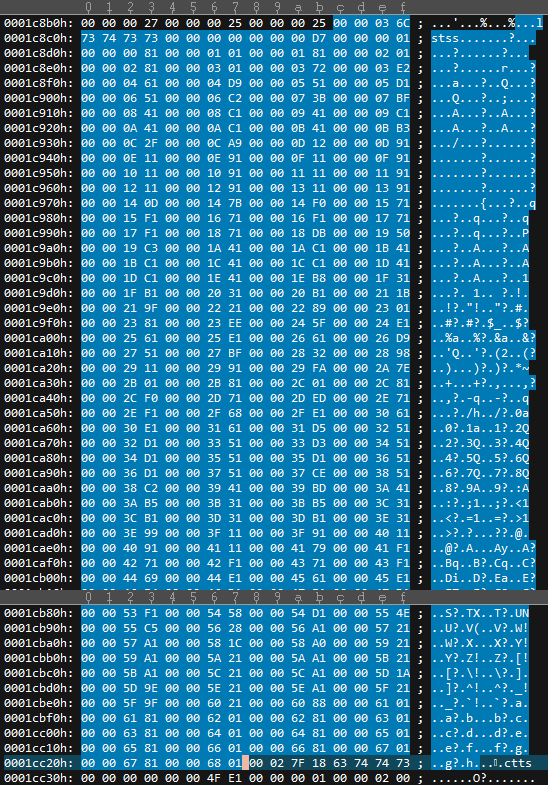 0 1 2 3 4 5 6 7 8 9 a b c d e f
0001c8b0h: 00 00 00 27 00 00 00 25 00 00 00 25 00 00 03 6C ; ...'...%...%...l
0001c8c0h: 73 74 73 73 00 00 00 00 00 00 00 D7 00 00 00 01 ; stss.......?....
0001c8d0h: 00 00 00 81 00 00 01 01 00 00 01 81 00 00 02 01 ; ...?.......?....
0001c8e0h: 00 00 02 81 00 00 03 01 00 00 03 72 00 00 03 E2 ; ...?.......r...?
0001c8f0h: 00 00 04 61 00 00 04 D9 00 00 05 51 00 00 05 D1 ; ...a...?...Q...?
0001c900h: 00 00 06 51 00 00 06 C2 00 00 07 3B 00 00 07 BF ; ...Q...?...;...?
0001c910h: 00 00 08 41 00 00 08 C1 00 00 09 41 00 00 09 C1 ; ...A...?...A...?
0001c920h: 00 00 0A 41 00 00 0A C1 00 00 0B 41 00 00 0B B3 ; ...A...?...A...?
0001c930h: 00 00 0C 2F 00 00 0C A9 00 00 0D 12 00 00 0D 91 ; .../...?.......?
0001c940h: 00 00 0E 11 00 00 0E 91 00 00 0F 11 00 00 0F 91 ; .......?.......?
0001c950h: 00 00 10 11 00 00 10 91 00 00 11 11 00 00 11 91 ; .......?.......?
0001c960h: 00 00 12 11 00 00 12 91 00 00 13 11 00 00 13 91 ; .......?.......?
0001c970h: 00 00 14 0D 00 00 14 7B 00 00 14 F0 00 00 15 71 ; .......{...?...q
0001c980h: 00 00 15 F1 00 00 16 71 00 00 16 F1 00 00 17 71 ; ...?...q...?...q
0001c990h: 00 00 17 F1 00 00 18 71 00 00 18 DB 00 00 19 50 ; ...?...q...?...P
0001c9a0h: 00 00 19 C3 00 00 1A 41 00 00 1A C1 00 00 1B 41 ; ...?...A...?...A
0001c9b0h: 00 00 1B C1 00 00 1C 41 00 00 1C C1 00 00 1D 41 ; ...?...A...?...A
0001c9c0h: 00 00 1D C1 00 00 1E 41 00 00 1E B8 00 00 1F 31 ; ...?...A...?...1
0001c9d0h: 00 00 1F B1 00 00 20 31 00 00 20 B1 00 00 21 1B ; ...?.. 1.. ?..!.
0001c9e0h: 00 00 21 9F 00 00 22 21 00 00 22 89 00 00 23 01 ; ..!?.."!.."?..#.
0001c9f0h: 00 00 23 81 00 00 23 EE 00 00 24 5F 00 00 24 E1 ; ..#?..#?..$_..$?
0001ca00h: 00 00 25 61 00 00 25 E1 00 00 26 61 00 00 26 D9 ; ..%a..%?..&a..&?
0001ca10h: 00 00 27 51 00 00 27 BF 00 00 28 32 00 00 28 98 ; ..'Q..'?..(2..(?
0001ca20h: 00 00 29 11 00 00 29 91 00 00 29 FA 00 00 2A 7E ; ..)...)?..)?..*~
0001ca30h: 00 00 2B 01 00 00 2B 81 00 00 2C 01 00 00 2C 81 ; ..+...+?..,...,?
0001ca40h: 00 00 2C F0 00 00 2D 71 00 00 2D ED 00 00 2E 71 ; ..,?..-q..-?...q
0001ca50h: 00 00 2E F1 00 00 2F 68 00 00 2F E1 00 00 30 61 ; ...?../h../?..0a
0001ca60h: 00 00 30 E1 00 00 31 61 00 00 31 D5 00 00 32 51 ; ..0?..1a..1?..2Q
0001ca70h: 00 00 32 D1 00 00 33 51 00 00 33 D3 00 00 34 51 ; ..2?..3Q..3?..4Q
0001ca80h: 00 00 34 D1 00 00 35 51 00 00 35 D1 00 00 36 51 ; ..4?..5Q..5?..6Q
0001ca90h: 00 00 36 D1 00 00 37 51 00 00 37 CE 00 00 38 51 ; ..6?..7Q..7?..8Q
0001caa0h: 00 00 38 C2 00 00 39 41 00 00 39 BD 00 00 3A 41 ; ..8?..9A..9?..:A
0001cab0h: 00 00 3A B5 00 00 3B 31 00 00 3B B5 00 00 3C 31 ; ..:?..;1..;?..<1
0001cac0h: 00 00 3C B1 00 00 3D 31 00 00 3D B1 00 00 3E 31 ; ..<?..=1..=?..>1
0001cad0h: 00 00 3E 99 00 00 3F 11 00 00 3F 91 00 00 40 11 ; ..>?..?...??..@.
0001cae0h: 00 00 40 91 00 00 41 11 00 00 41 79 00 00 41 F1 ; ..@?..A...Ay..A?
0001caf0h: 00 00 42 71 00 00 42 F1 00 00 43 71 00 00 43 F1 ; ..Bq..B?..Cq..C?
0001cb00h: 00 00 44 69 00 00 44 E1 00 00 45 61 00 00 45 E1 ; ..Di..D?..Ea..E?
0 1 2 3 4 5 6 7 8 9 a b c d e f
0001cb80h: 00 00 53 F1 00 00 54 58 00 00 54 D1 00 00 55 4E ; ..S?..TX..T?..UN
0001cb90h: 00 00 55 C5 00 00 56 28 00 00 56 A1 00 00 57 21 ; ..U?..V(..V?..W!
0001cba0h: 00 00 57 A1 00 00 58 1C 00 00 58 A0 00 00 59 21 ; ..W?..X...X?..Y!
0001cbb0h: 00 00 59 A1 00 00 5A 21 00 00 5A A1 00 00 5B 21 ; ..Y?..Z!..Z?..[!
0001cbc0h: 00 00 5B A1 00 00 5C 21 00 00 5C A1 00 00 5D 1A ; ..[?..\!..\?..].
0001cbd0h: 00 00 5D 9E 00 00 5E 21 00 00 5E A1 00 00 5F 21 ; ..]?..^!..^?.._!
0001cbe0h: 00 00 5F 9F 00 00 60 21 00 00 60 88 00 00 61 01 ; .._?..`!..`?..a.
0001cbf0h: 00 00 61 81 00 00 62 01 00 00 62 81 00 00 63 01 ; ..a?..b...b?..c.
0001cc00h: 00 00 63 81 00 00 64 01 00 00 64 81 00 00 65 01 ; ..c?..d...d?..e.
0001cc10h: 00 00 65 81 00 00 66 01 00 00 66 81 00 00 67 01 ; ..e?..f...f?..g.
0001cc20h: 00 00 67 81 00 00 68 01 00 02 7F 18 63 74 74 73 ; ..g?..h.....ctts
0001cc30h: 00 00 00 00 00 00 4F E1 00 00 00 01 00 00 02 00 ; ......O?........